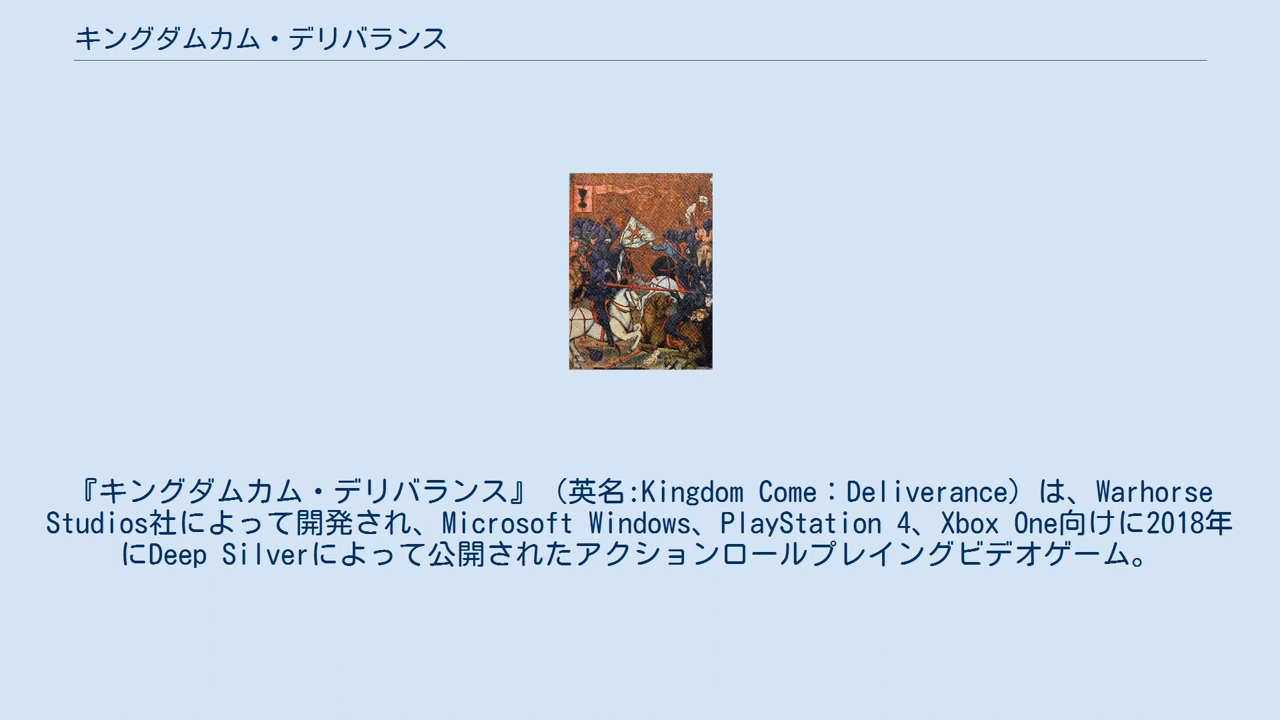 キングダムカム・デリバランス
『キングダムカム・デリバランス』（英名:Kingdom Come：Deliverance）は、Warhorse
Studios社によって開発され、Microsoft Windows、PlayStation 4、Xbox One向けに2018年
にDeep Silverによって公開されたアクションロールプレイングビデオゲーム。